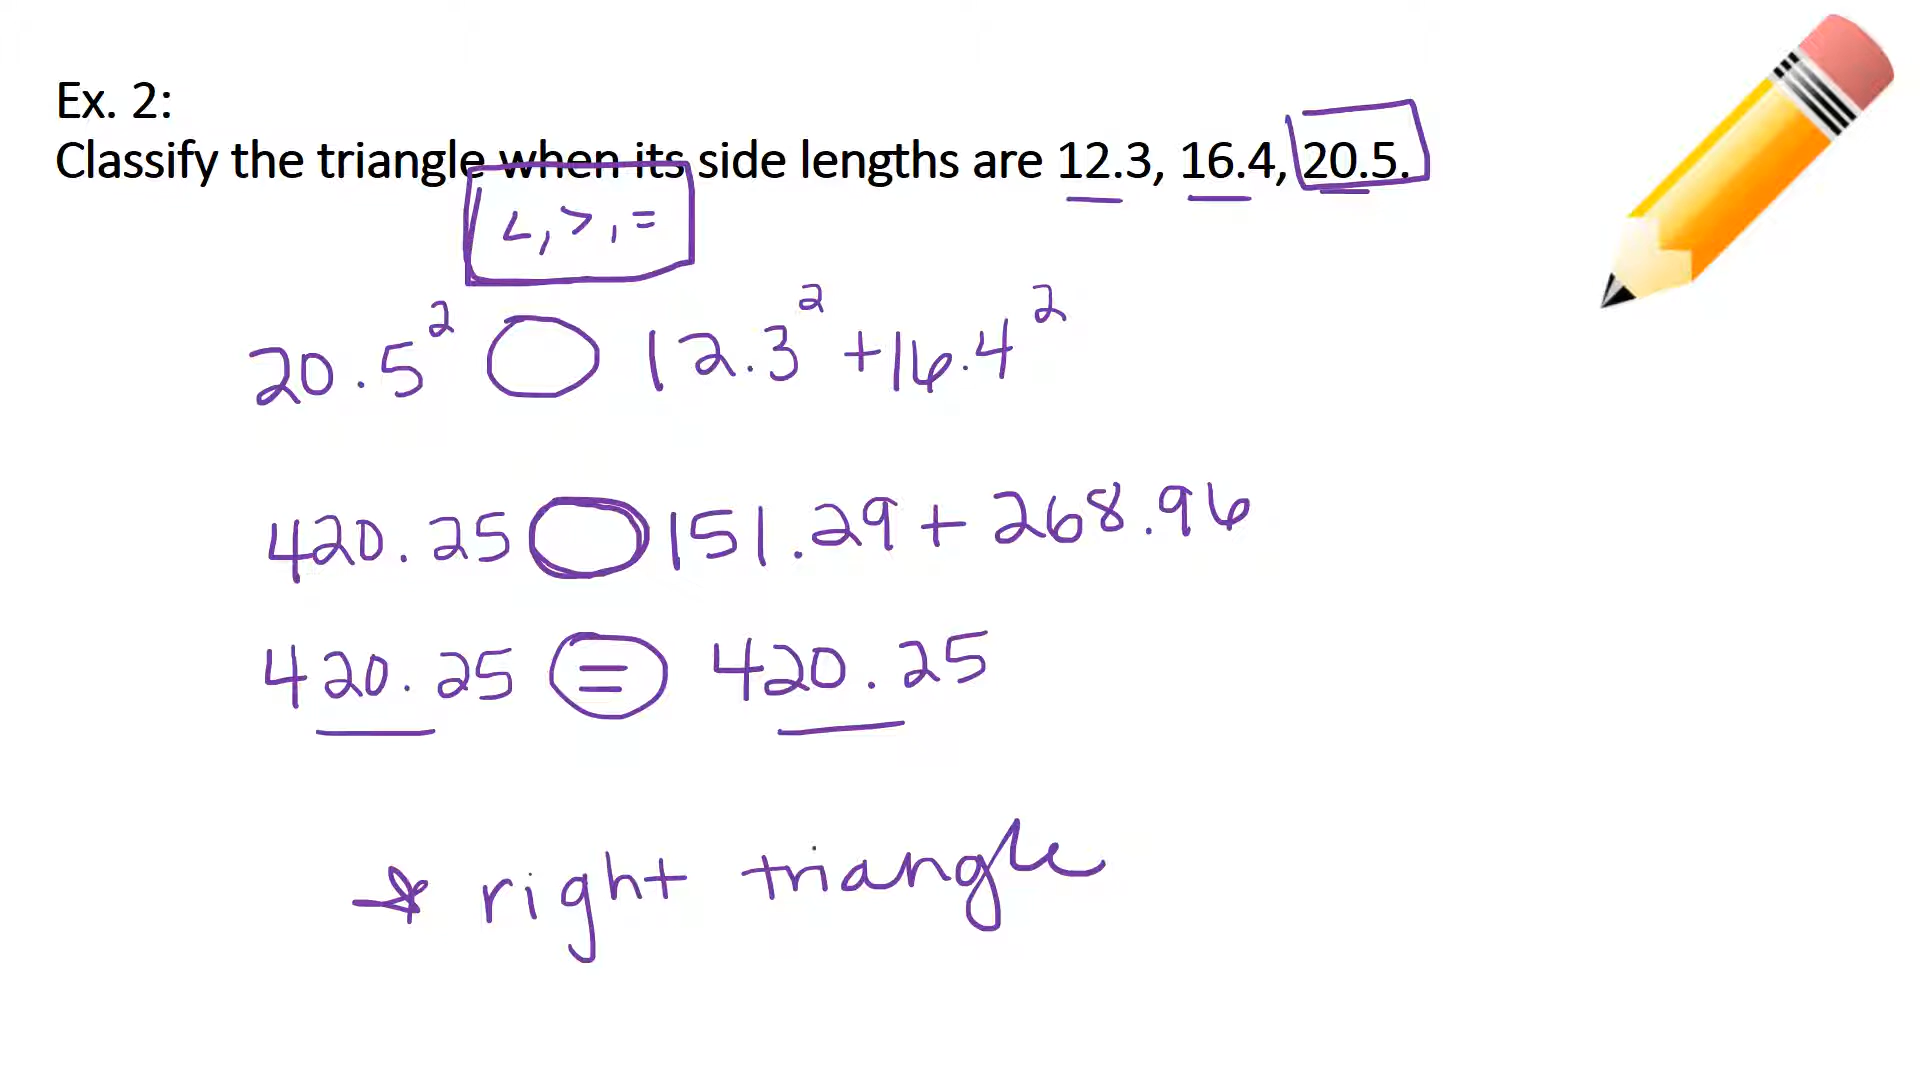 Ex. 2:
Classify the triangle when its side lengths are 12.3, 16.4, 20.5.
<, >, =
20.5² ◯ 12.3² + 16.4²
420.25 ◯ 151.29 + 268.96
420.25 = 420.25
* right triangle